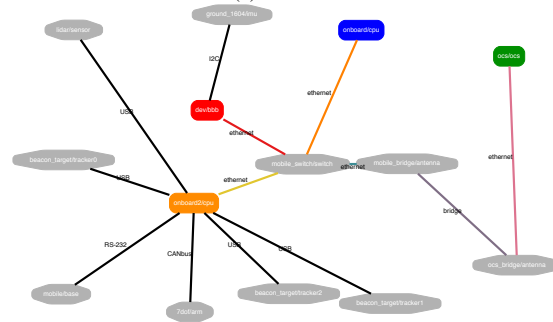 ground_1604/imu
lidar/sensor
onboard/cpu
ocs/ocs
I2C
ethernet
dev/bbb
USB
ethernet
ethernet
beacon_target/tracker0
mobile_switch/switch
ethernet
mobile_bridge/antenna
USB
ethernet
onboard2/cpu
bridge
RS-232
CANbus
USB
USB
ocs_bridge/antenna
mobile/base
beacon_target/tracker2
beacon_target/tracker1
7dof/arm